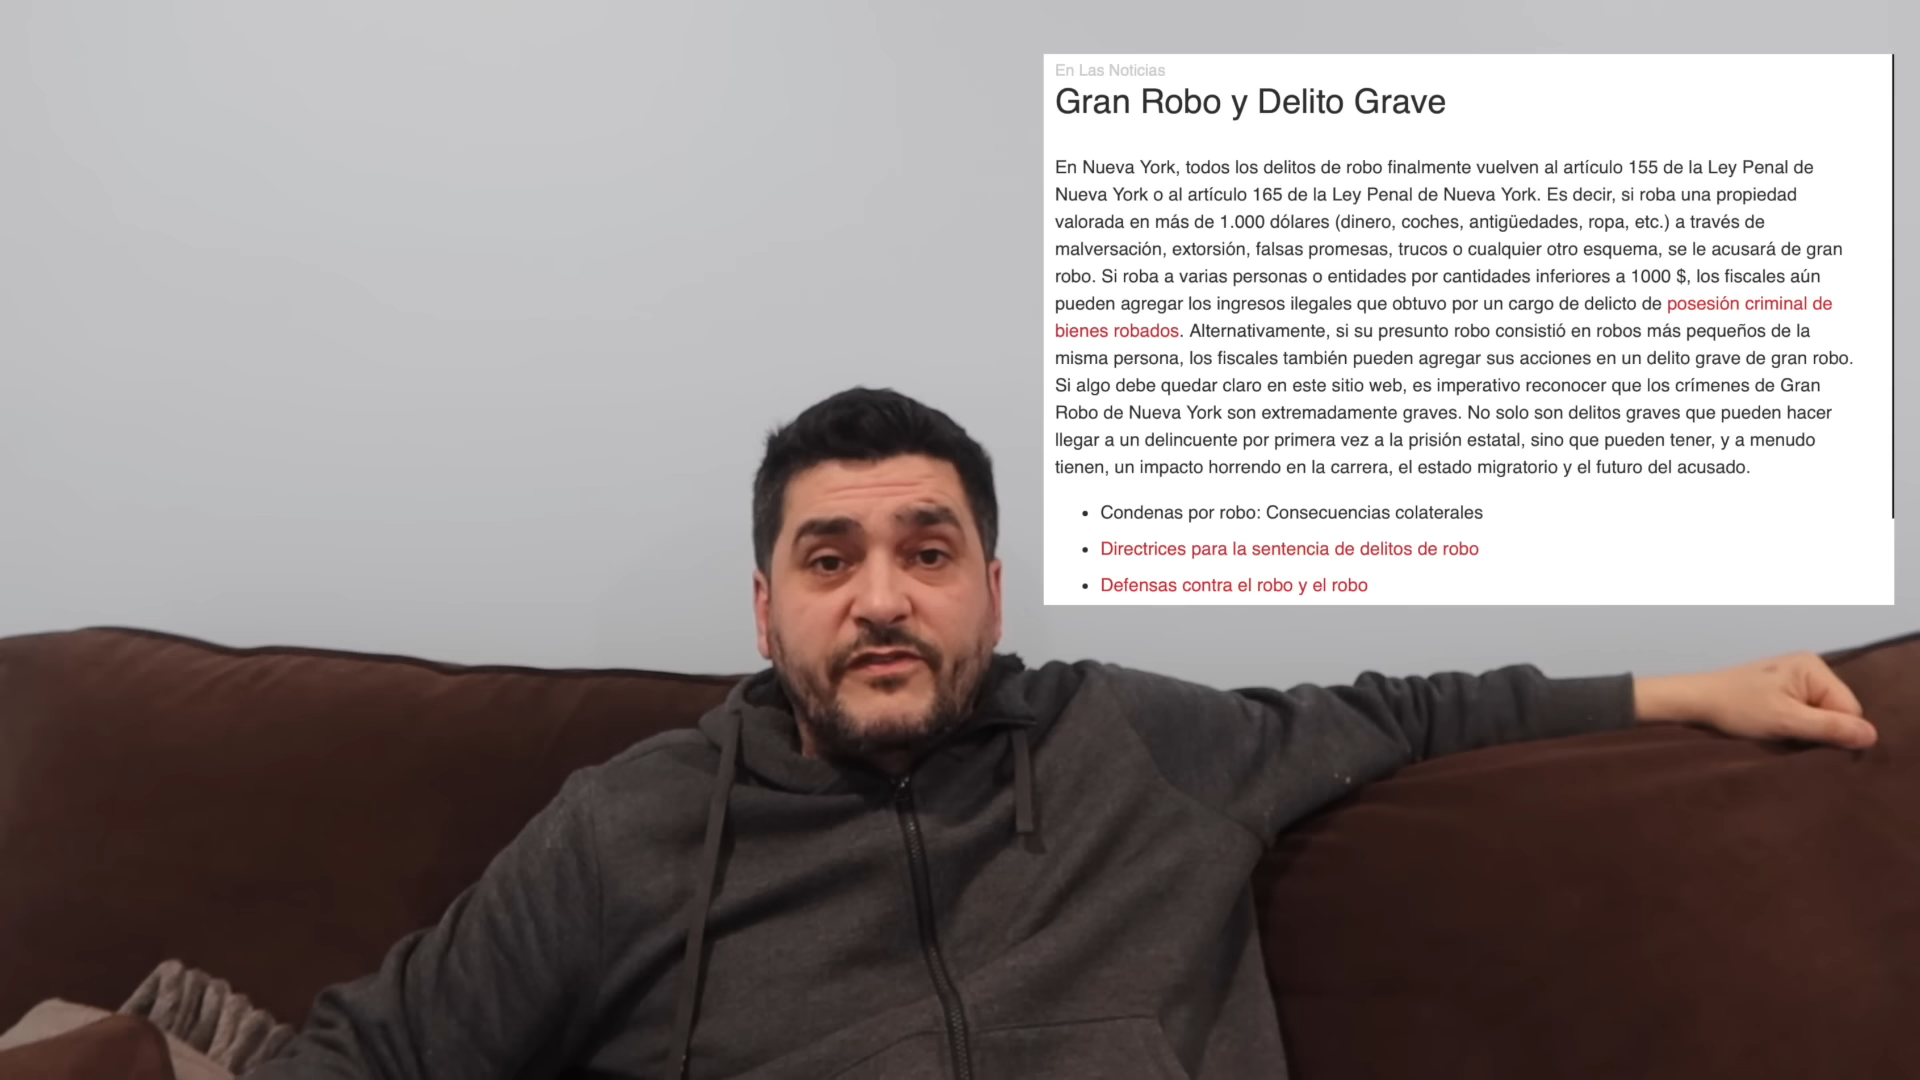 En Las Noticias
Gran Robo y Delito Grave
En Nueva York, todos los delitos de robo finalmente vuelven al artículo 155 de la Ley Penal de
Nueva York o al artículo 165 de la Ley Penal de Nueva York. Es decir, si roba una propiedad
valorada en más de 1.000 dólares (dinero, coches, antigüedades, ropa, etc.) a través de
malversación, extorsión, falsas promesas, trucos o cualquier otro esquema, se le acusará de gran
robo. Si roba a varias personas o entidades por cantidades inferiores a 1000 $, los fiscales aún
pueden agregar los ingresos ilegales que obtuvo por un cargo de delicto de posesión criminal de
bienes robados. Alternativamente, si su presunto robo consistió en robos más pequeños de la
misma persona, los fiscales también pueden agregar sus acciones en un delito grave de gran robo.
Si algo debe quedar claro en este sitio web, es imperativo reconocer que los crímenes de Gran
Robo de Nueva York son extremadamente graves. No solo son delitos graves que pueden hacer
llegar a un delincuente por primera vez a la prisión estatal, sino que pueden tener, y a menudo
tienen, un impacto horrendo en la carrera, el estado migratorio y el futuro del acusado.
• Condenas por robo: Consecuencias colaterales
• Directrices para la sentencia de delitos de robo
• Defensas contra el robo y el robo